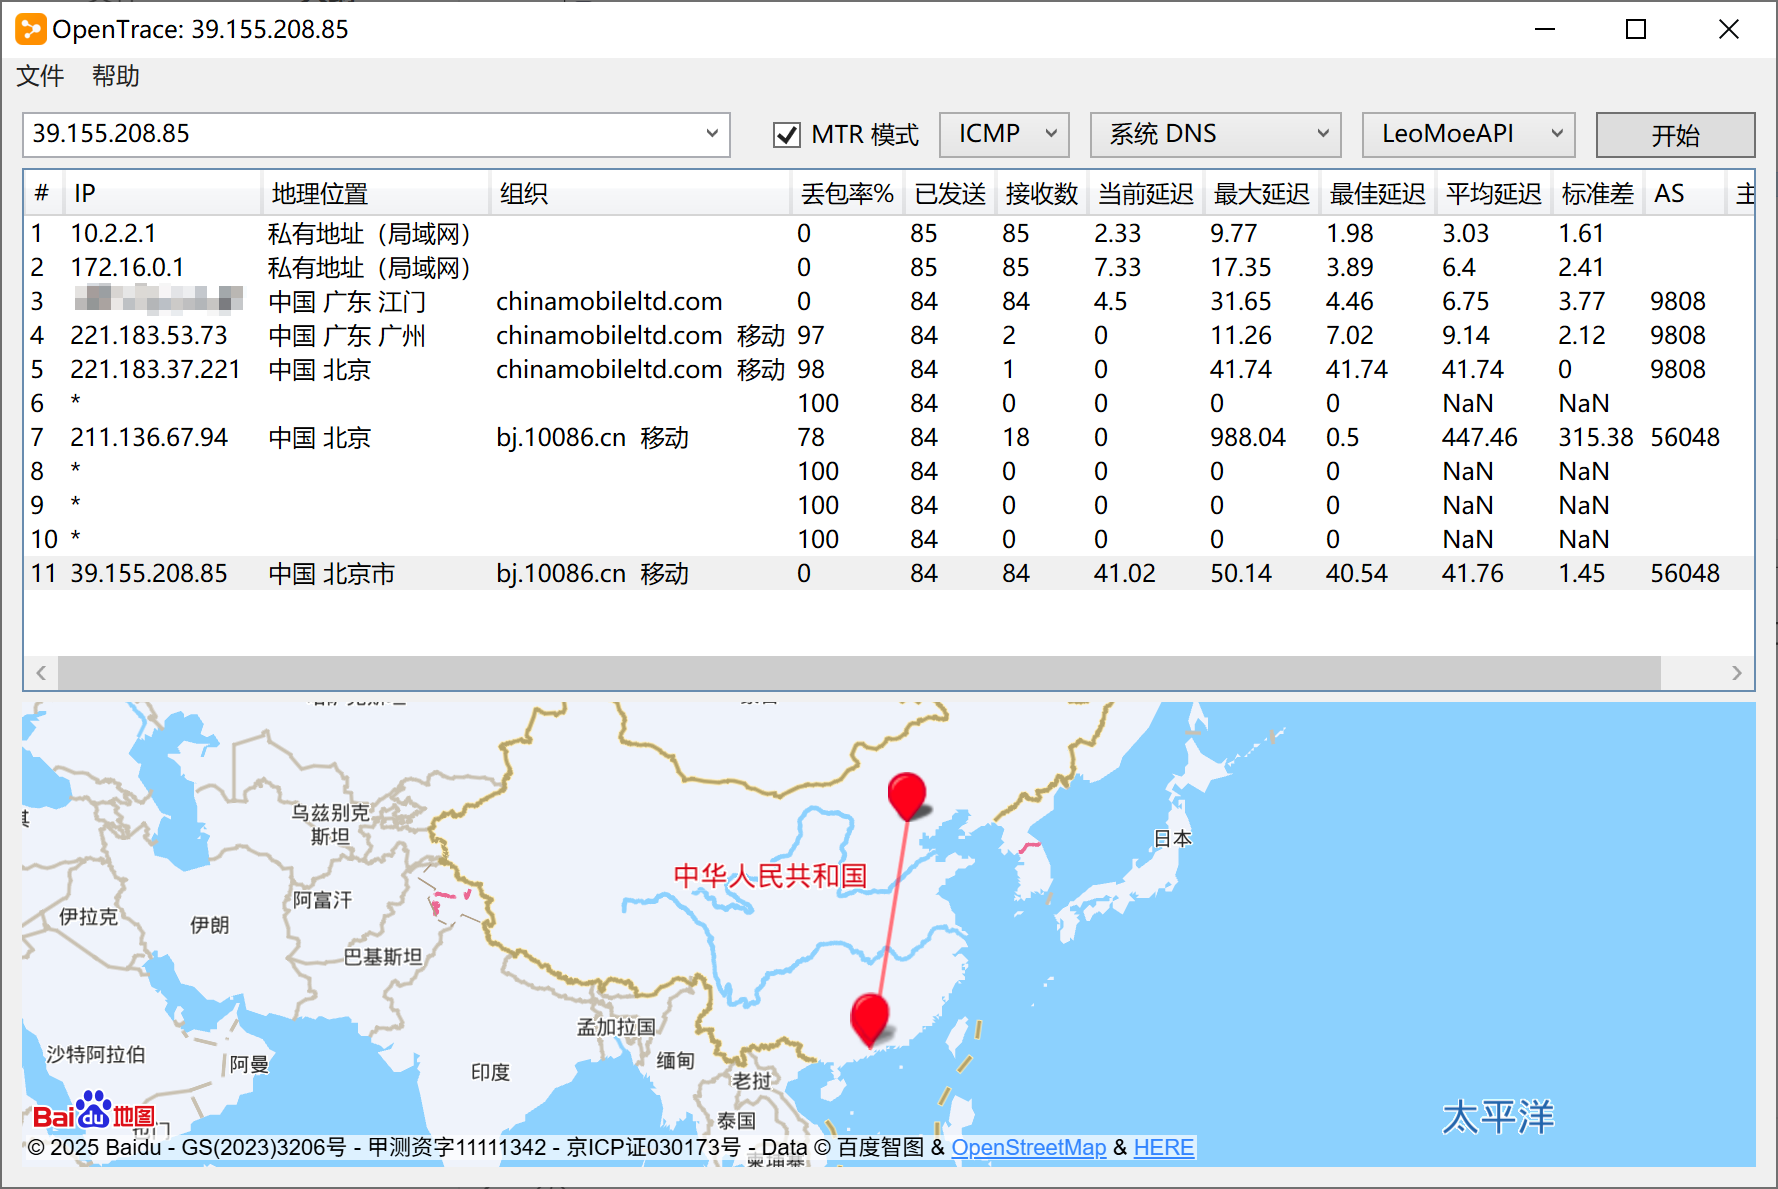 OpenTrace: 39.155.208.85
文件 帮助
39.155.208.85 MTR 模式 ICMP 系统 DNS LeoMoeAPI 开始
# IP 地理位置 组织 丢包率% 已发送 接收数 当前延迟 最大延迟 最佳延迟 平均延迟 标准差 AS 主
1 10.2.2.1 私有地址（局域网） 0 85 85 2.33 9.77 1.98 3.03 1.61
2 172.16.0.1 私有地址（局域网） 0 85 85 7.33 17.35 3.89 6.4 2.41
3 中国 广东 江门 chinamobileltd.com 0 84 84 4.5 31.65 4.46 6.75 3.77 9808
4 221.183.53.73 中国 广东 广州 chinamobileltd.com 移动 97 84 2 0 11.26 7.02 9.14 2.12 9808
5 221.183.37.221 中国 北京 chinamobileltd.com 移动 98 84 1 0 41.74 41.74 41.74 0 9808
6 * 100 84 0 0 0 0 NaN NaN
7 211.136.67.94 中国 北京 bj.10086.cn 移动 78 84 18 0 988.04 0.5 447.46 315.38 56048
8 * 100 84 0 0 0 0 NaN NaN
9 * 100 84 0 0 0 0 NaN NaN
10 * 100 84 0 0 0 0 NaN NaN
11 39.155.208.85 中国 北京市 bj.10086.cn 移动 0 84 84 41.02 50.14 40.54 41.76 1.45 56048
乌兹别克
斯坦
日本
中华人民共和国
阿富汗
伊拉克
伊朗
巴基斯坦
孟加拉国
沙特阿拉伯
阿曼
印度
缅甸
老挝
泰国
太平洋
Bai du 地图
© 2025 Baidu - GS(2023)3206号 - 甲测资字11111342 - 京ICP证030173号 - Data © 百度智图 & OpenStreetMap & HERE